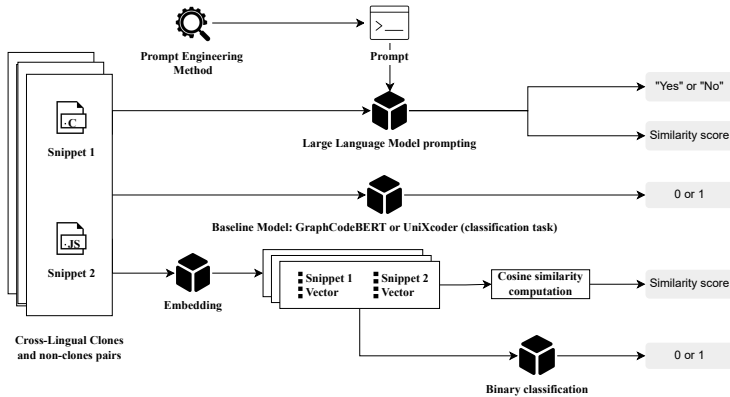 Prompt Engineering
Method
>_
Prompt
.C
Snippet 1
Large Language Model prompting
"Yes" or "No"
Similarity score
Baseline Model: GraphCodeBERT or UniXcoder (classification task)
0 or 1
.JS
Snippet 2
Embedding
Snippet 1
Vector
Snippet 2
Vector
Cosine similarity
computation
Similarity score
Cross-Lingual Clones
and non-clones pairs
Binary classification
0 or 1